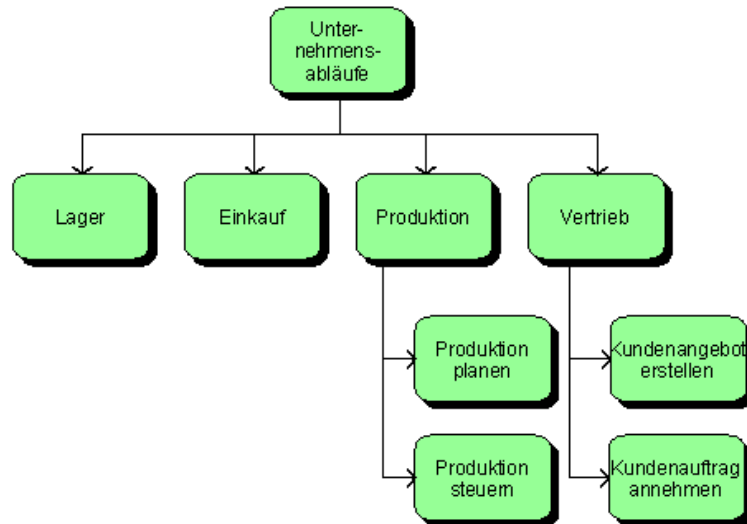 Unter-
nehmens-
abläufe
Lager
Einkauf
Produktion
Vertrieb
Produktion
planen
Kundenangebot
erstellen
Produktion
steuern
Kundenauftrag
annehmen